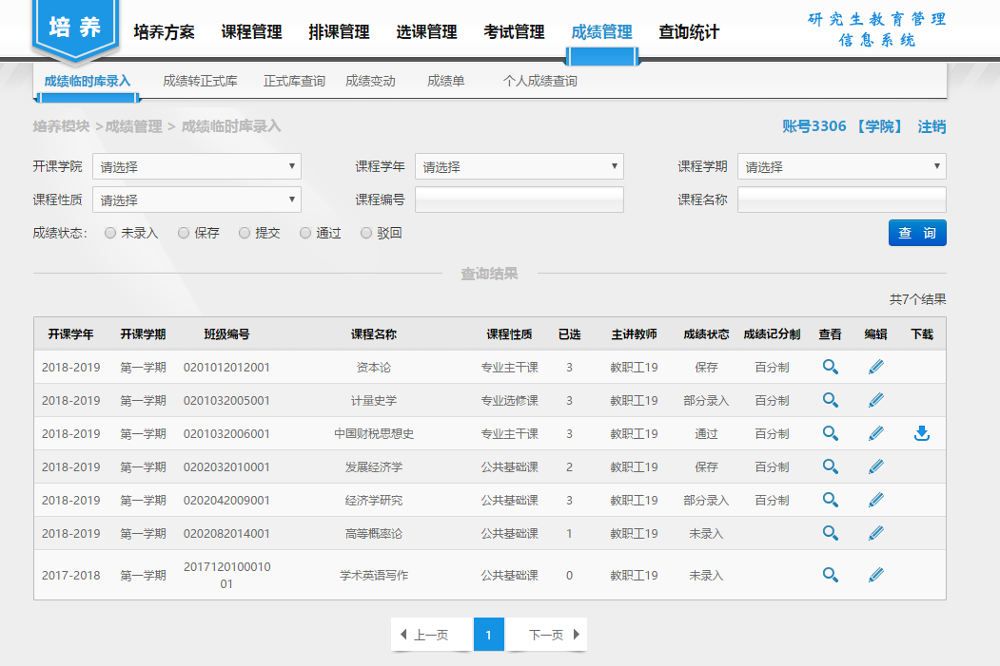 培 养
培养方案 课程管理 排课管理 选课管理 考试管理 成绩管理 查询统计
研究生教育管理
信息系统
成绩临时库录入 成绩转正式库 正式库查询 成绩变动 成绩单 个人成绩查询
培养模块 >成绩管理 > 成绩临时库录入
账号3306 【学院】 注销
开课学院 请选择 课程学年 请选择 课程学期 请选择
课程性质 请选择 课程编号 课程名称
成绩状态: 未录入 保存 提交 通过 驳回
查 询
查询结果
共7个结果
开课学年 开课学期 班级编号 课程名称 课程性质 已选 主讲教师 成绩状态 成绩记分制 查看 编辑 下载
2018-2019 第一学期 0201012012001 资本论 专业主干课 3 教职工19 保存 百分制
2018-2019 第一学期 0201032005001 计量史学 专业选修课 3 教职工19 部分录入 百分制
2018-2019 第一学期 0201032006001 中国财税思想史 专业主干课 3 教职工19 通过 百分制
2018-2019 第一学期 0202032010001 发展经济学 公共基础课 2 教职工19 保存 百分制
2018-2019 第一学期 0202042009001 经济学研究 公共基础课 3 教职工19 部分录入 百分制
2018-2019 第一学期 0202082014001 高等概率论 公共基础课 1 教职工19 未录入
2017-2018 第一学期 2017120100010
01 学术英语写作 公共基础课 0 教职工19 未录入
上一页 1 下一页